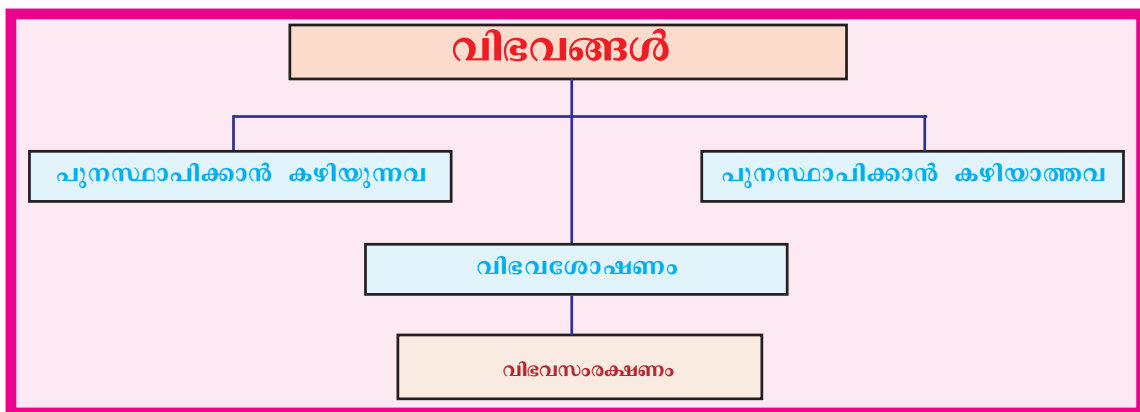 വിഭവങ്ങൾ
പുനസ്ഥാപിക്കാൻ കഴിയുന്നവ
പുനസ്ഥാപിക്കാൻ കഴിയാത്തവ
വിഭവശോഷണം
വിഭവസംരക്ഷണം